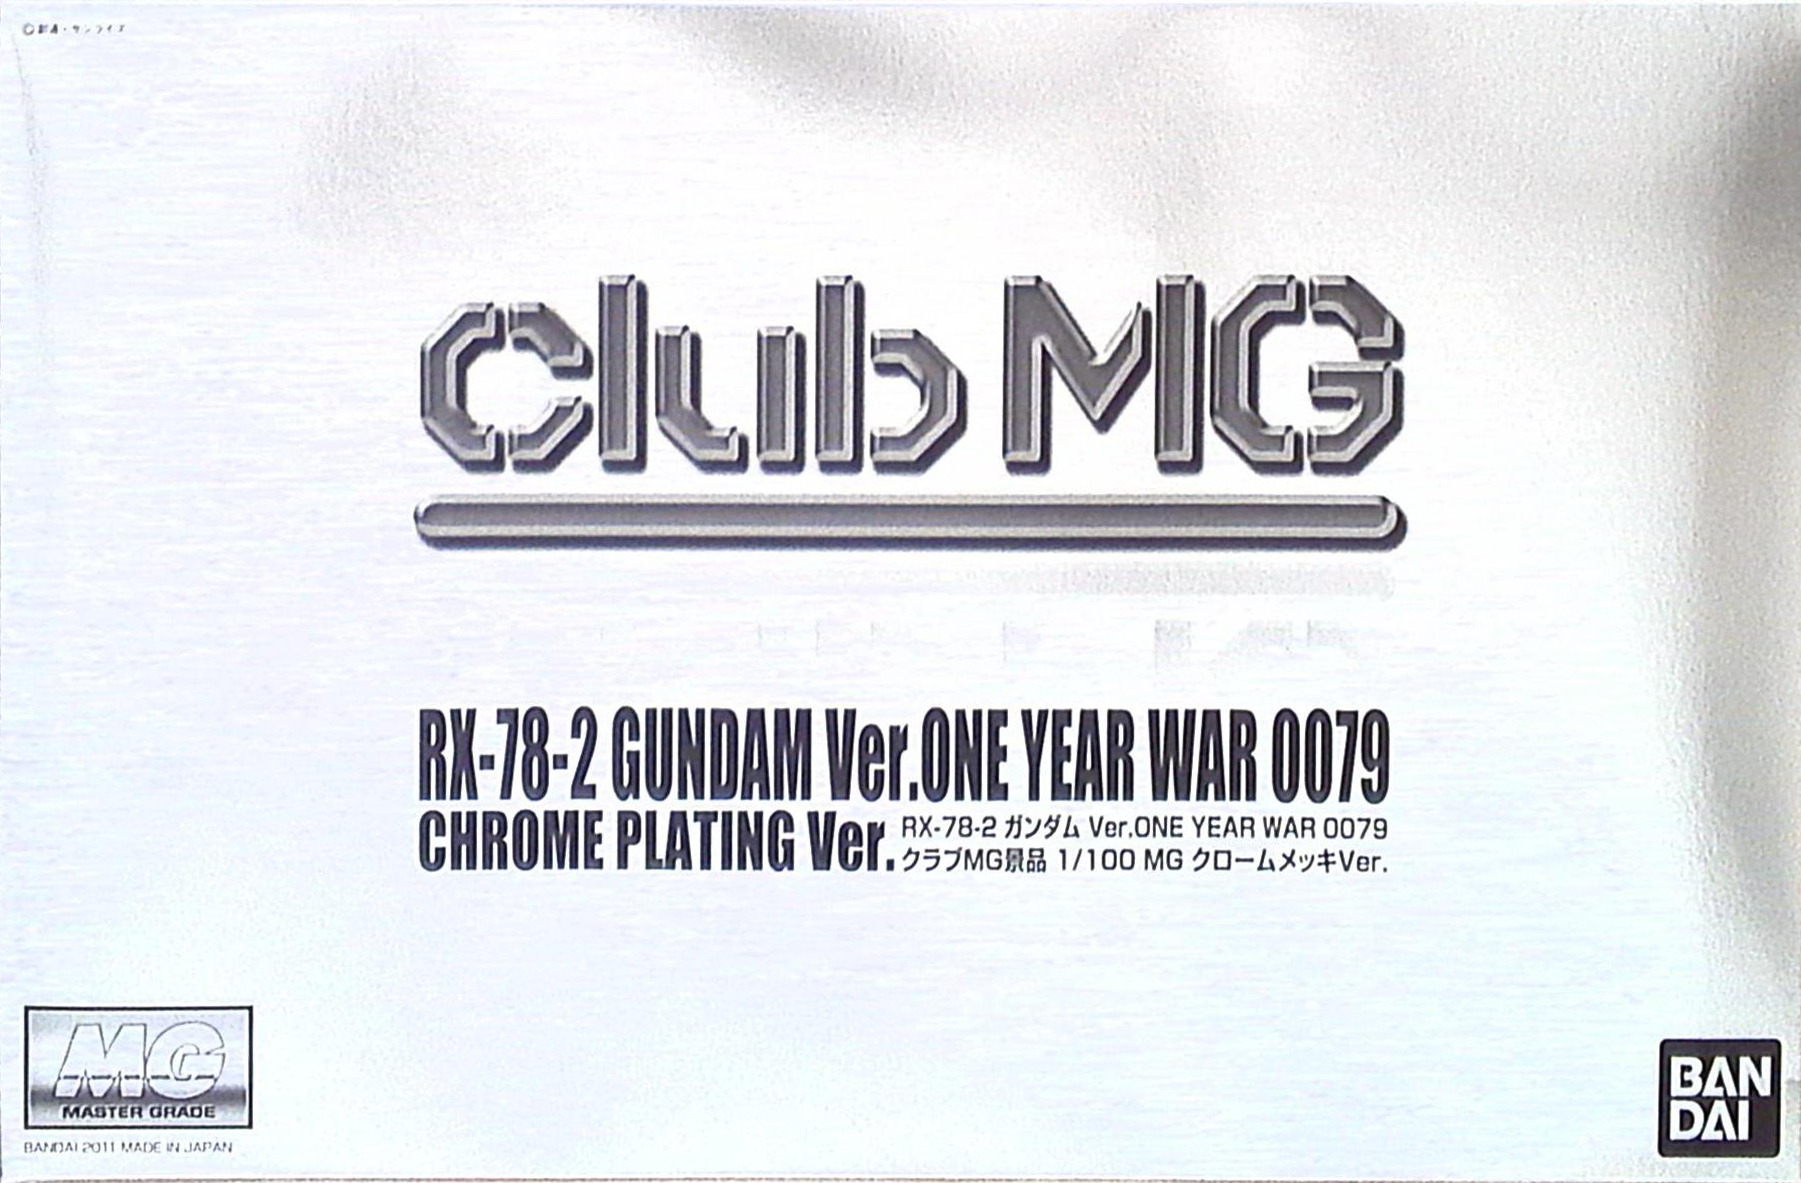 ©創通・サンライズ
club MG
RX-78-2 GUNDAM Ver.ONE YEAR WAR 0079
CHROME PLATING Ver.
RX-78-2 ガンダム Ver.ONE YEAR WAR 0079
クラブMG景品 1/100 MG クロームメッキVer.
MG
MASTER GRADE
BANDAI 2011 MADE IN JAPAN
BAN
DAI